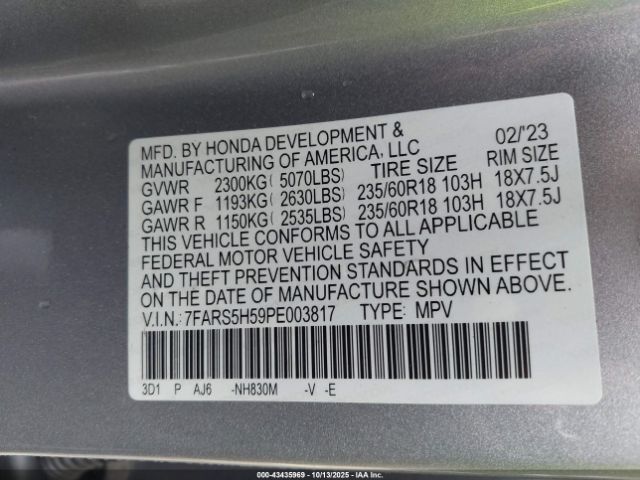 MFD. BY HONDA DEVELOPMENT & 02/'23
MANUFACTURING OF AMERICA, LLC
TIRE SIZE RIM SIZE
GVWR 2300KG ( 5070LBS)
GAWR F 1193KG ( 2630LBS) 235/60R18 103H 18X7.5J
GAWR R 1150KG ( 2535LBS) 235/60R18 103H 18X7.5J
THIS VEHICLE CONFORMS TO ALL APPLICABLE
FEDERAL MOTOR VEHICLE SAFETY
AND THEFT PREVENTION STANDARDS IN EFFECT
ON THE DATE OF MANUFACTURE SHOWN ABOVE.
V.I.N.: 7FARS5H59PE003817 TYPE: MPV
3D1 P AJ6 -NH830M -V -E
000-43435969 | 10/13/2025 | IAA Inc.